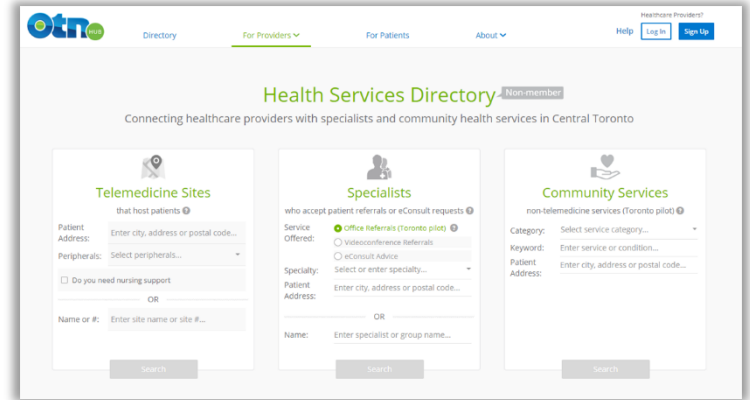 Healthcare Providers?
otn HUB
Directory
For Providers
For Patients
About
Help
Log In
Sign Up
Health Services Directory
Non-member
Connecting healthcare providers with specialists and community health services in Central Toronto
Telemedicine Sites
that host patients ?
Patient Address:
Enter city, address or postal code...
Peripherals:
Select peripherals...
Do you need nursing support
OR
Name or #:
Enter site name or site #...
Search
Specialists
who accept patient referrals or eConsult requests ?
Service Offered:
Office Referrals (Toronto pilot) ?
Videoconference Referrals
eConsult Advice
Specialty:
Select or enter specialty...
Patient Address:
Enter city, address or postal code...
OR
Name:
Enter specialist or group name...
Search
Community Services
non-telemedicine services (Toronto pilot) ?
Category:
Select service category...
Keyword:
Enter service or condition...
Patient Address:
Enter city, address or postal code...
Search